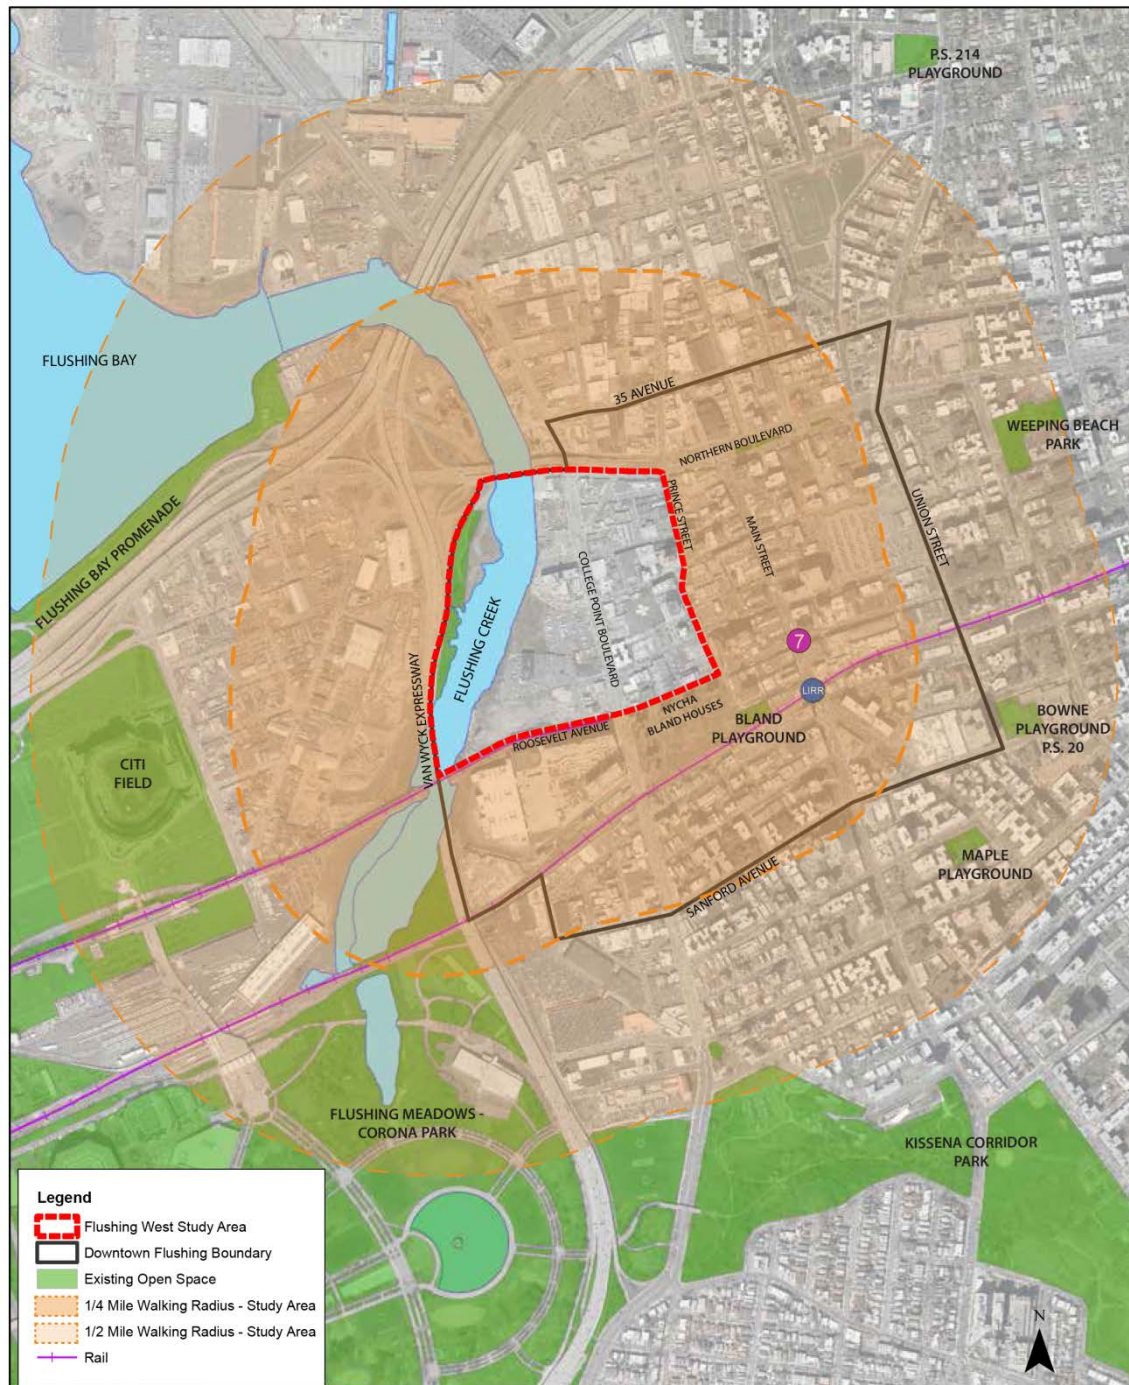 P.S. 214
PLAYGROUND
FLUSHING BAY
35 AVENUE
NORTHERN BOULEVARD
WEEPING BEACH
PARK
PRINCE STREET
MAIN STREET
UNION STREET
FLUSHING BAY PROMENADE
COLLEGE POINT BOULEVARD
FLUSHING CREEK
7
LIRR
VAN WYCK EXPRESSWAY
ROOSEVELT AVENUE
NYCHA
BLAND HOUSES
BLAND
PLAYGROUND
BOWNE
PLAYGROUND
P.S. 20
CITI
FIELD
MAPLE
PLAYGROUND
SANFORD AVENUE
FLUSHING MEADOWS -
CORONA PARK
KISSENA CORRIDOR
PARK
Legend
Flushing West Study Area
Downtown Flushing Boundary
Existing Open Space
1/4 Mile Walking Radius - Study Area
1/2 Mile Walking Radius - Study Area
Rail
N